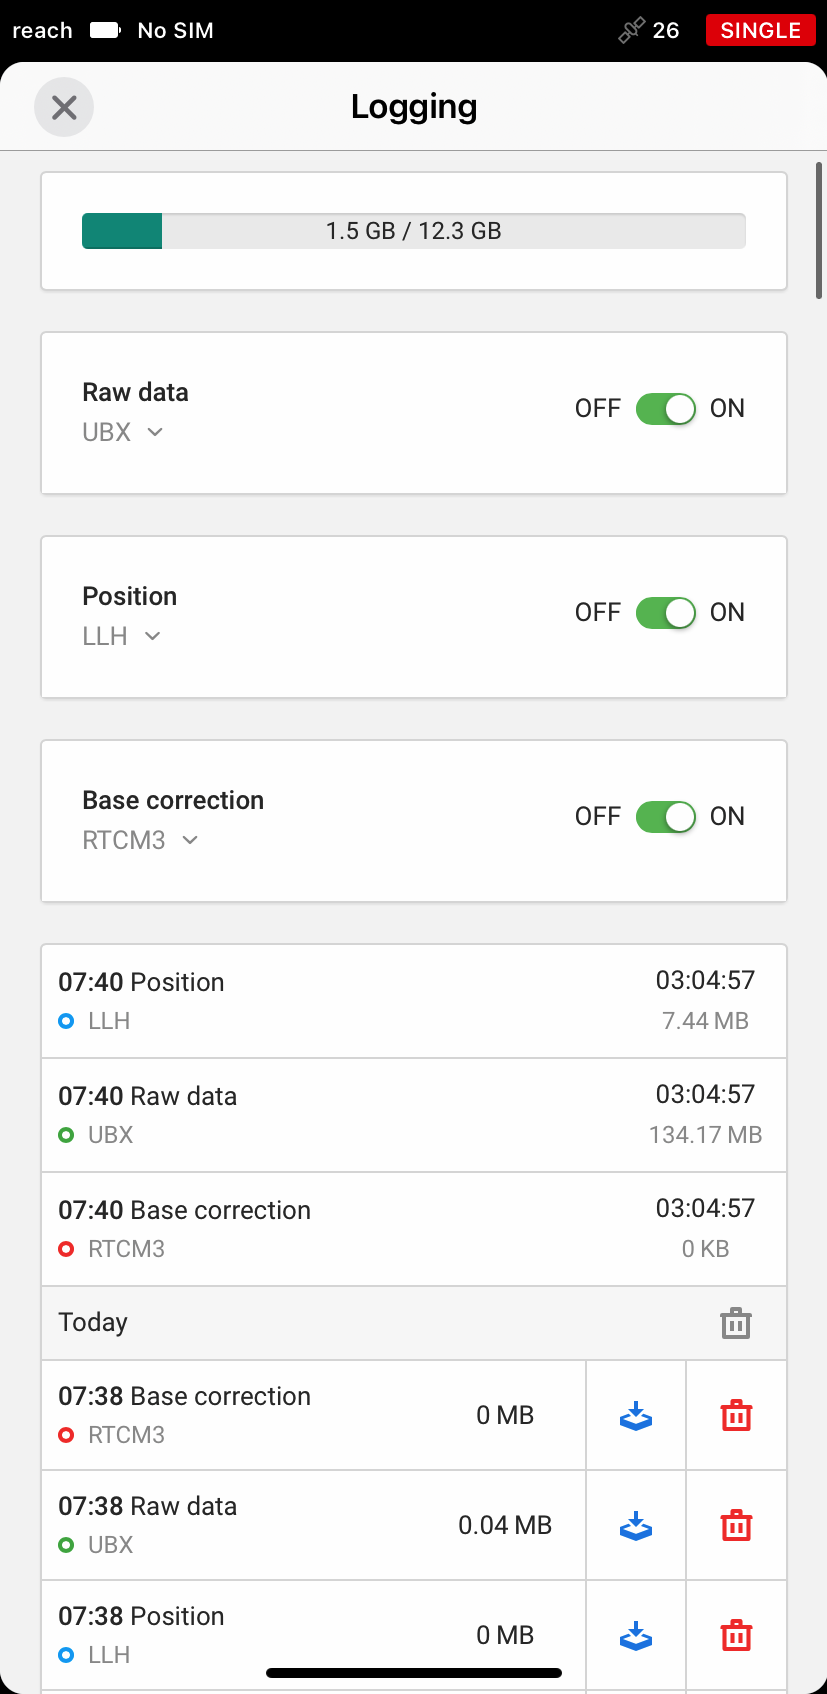 reach No SIM 26 SINGLE
Logging
1.5 GB / 12.3 GB
Raw data
UBX
OFF ON
Position
LLH
OFF ON
Base correction
RTCM3
OFF ON
07:40 Position 03:04:57
LLH 7.44 MB
07:40 Raw data 03:04:57
UBX 134.17 MB
07:40 Base correction 03:04:57
RTCM3 0 KB
Today
07:38 Base correction 0 MB
RTCM3
07:38 Raw data 0.04 MB
UBX
07:38 Position 0 MB
LLH